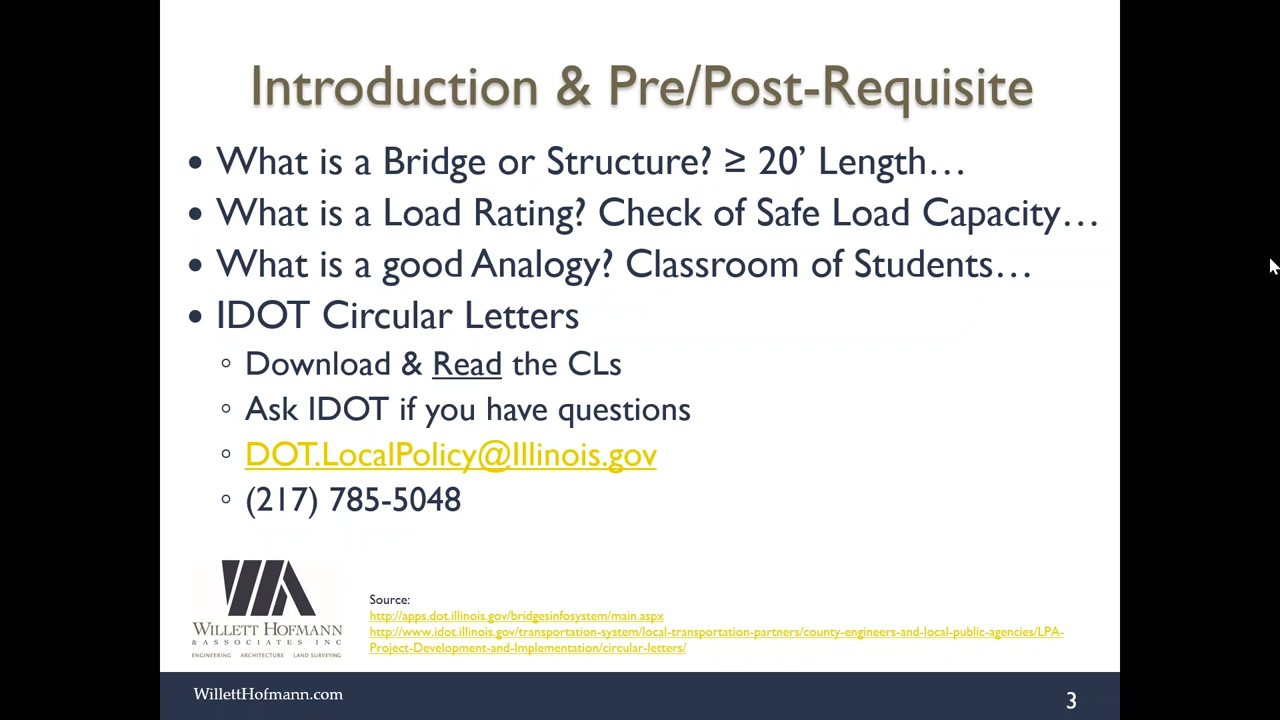 Introduction & Pre/Post-Requisite
• What is a Bridge or Structure? ≥ 20’ Length…
• What is a Load Rating? Check of Safe Load Capacity…
• What is a good Analogy? Classroom of Students…
• IDOT Circular Letters
◦ Download & Read the CLs
◦ Ask IDOT if you have questions
◦ DOT.LocalPolicy@Illinois.gov
◦ (217) 785-5048
WILLETT HOFMANN
& ASSOCIATES INC
ENGINEERING ARCHITECTURE LAND SURVEYING
Source:
http://apps.dot.illinois.gov/bridgesinfosystem/main.aspx
http://www.idot.illinois.gov/transportation-system/local-transportation-partners/county-engineers-and-local-public-agencies/LPA-
Project-Development-and-Implementation/circular-letters/
WillettHofmann.com
3